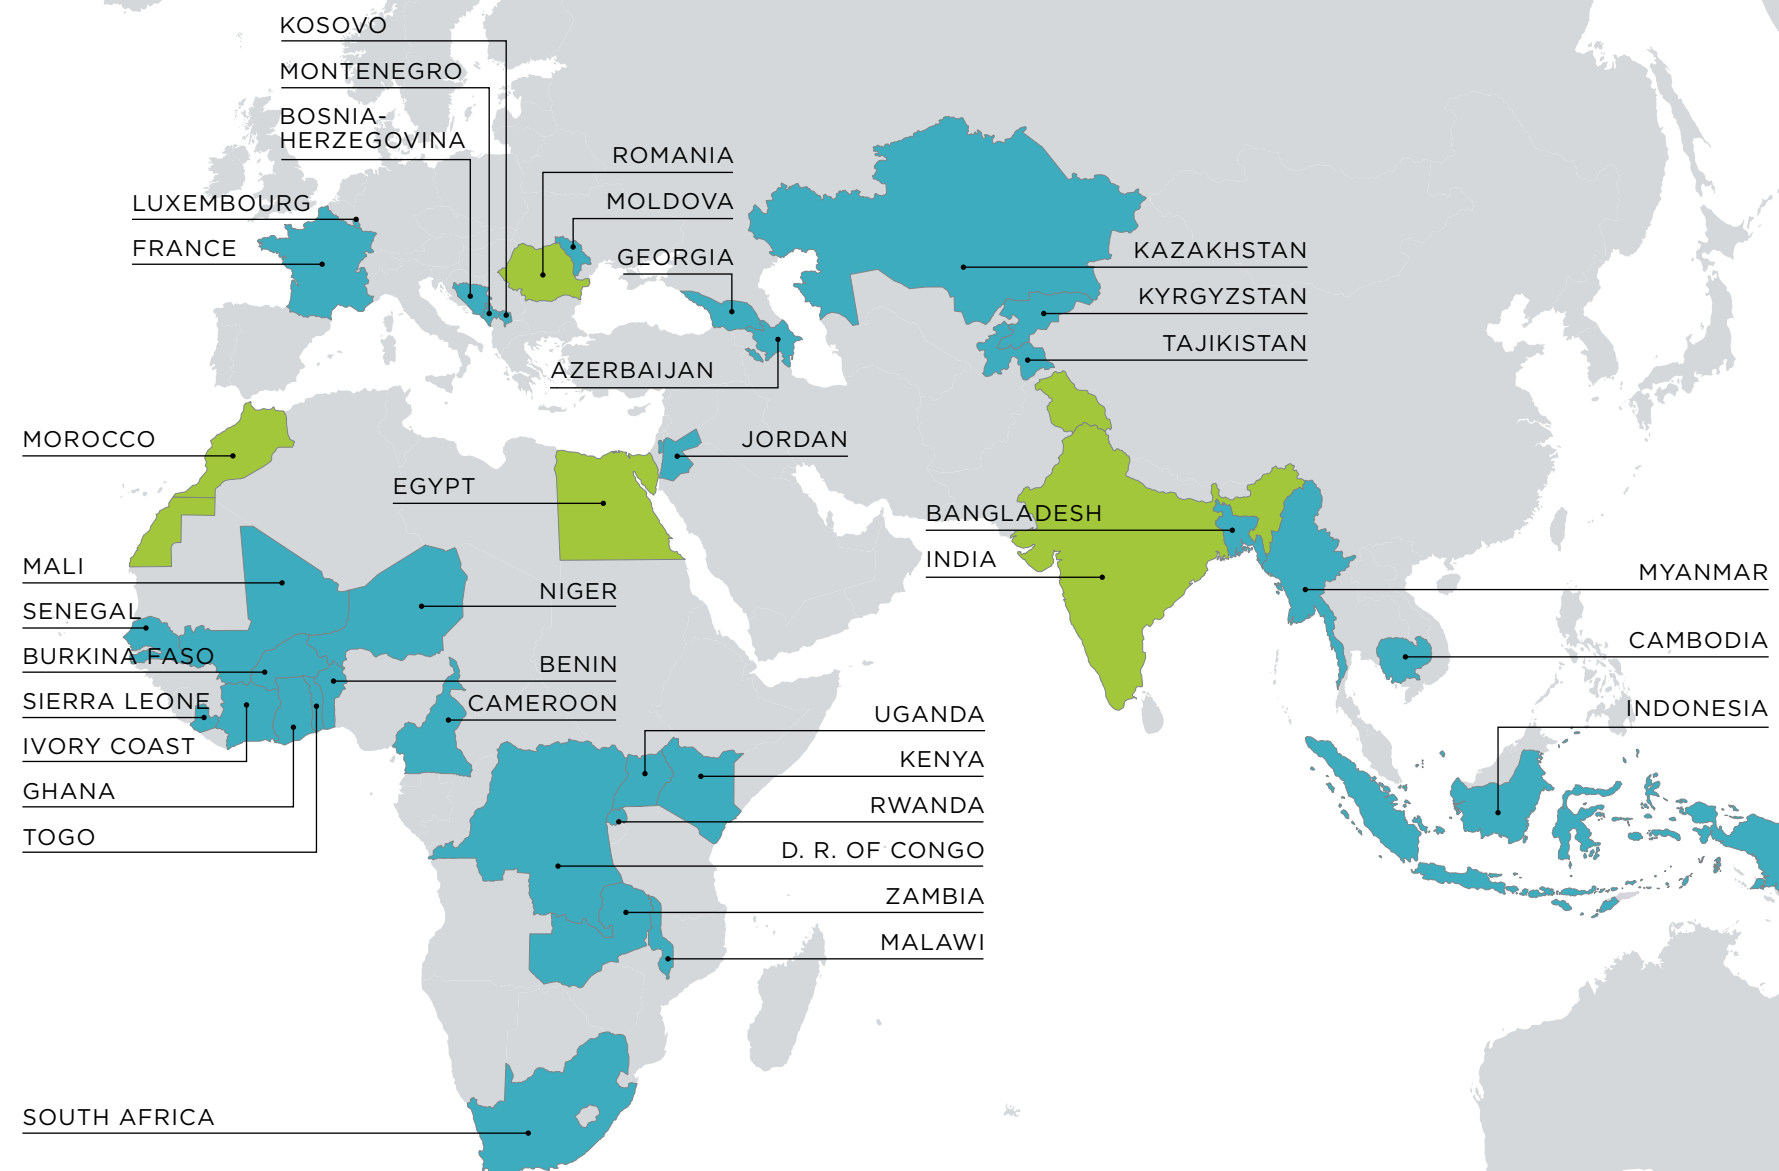 KOSOVO
MONTENEGRO
BOSNIA-
HERZEGOVINA
ROMANIA
LUXEMBOURG
MOLDOVA
FRANCE
GEORGIA
KAZAKHSTAN
KYRGYZSTAN
TAJIKISTAN
AZERBAIJAN
MOROCCO
JORDAN
EGYPT
BANGLADESH
INDIA
MALI
NIGER
MYANMAR
SENEGAL
CAMBODIA
BURKINA FASO
BENIN
SIERRA LEONE
CAMEROON
INDONESIA
UGANDA
IVORY COAST
KENYA
GHANA
RWANDA
TOGO
D. R. OF CONGO
ZAMBIA
MALAWI
SOUTH AFRICA